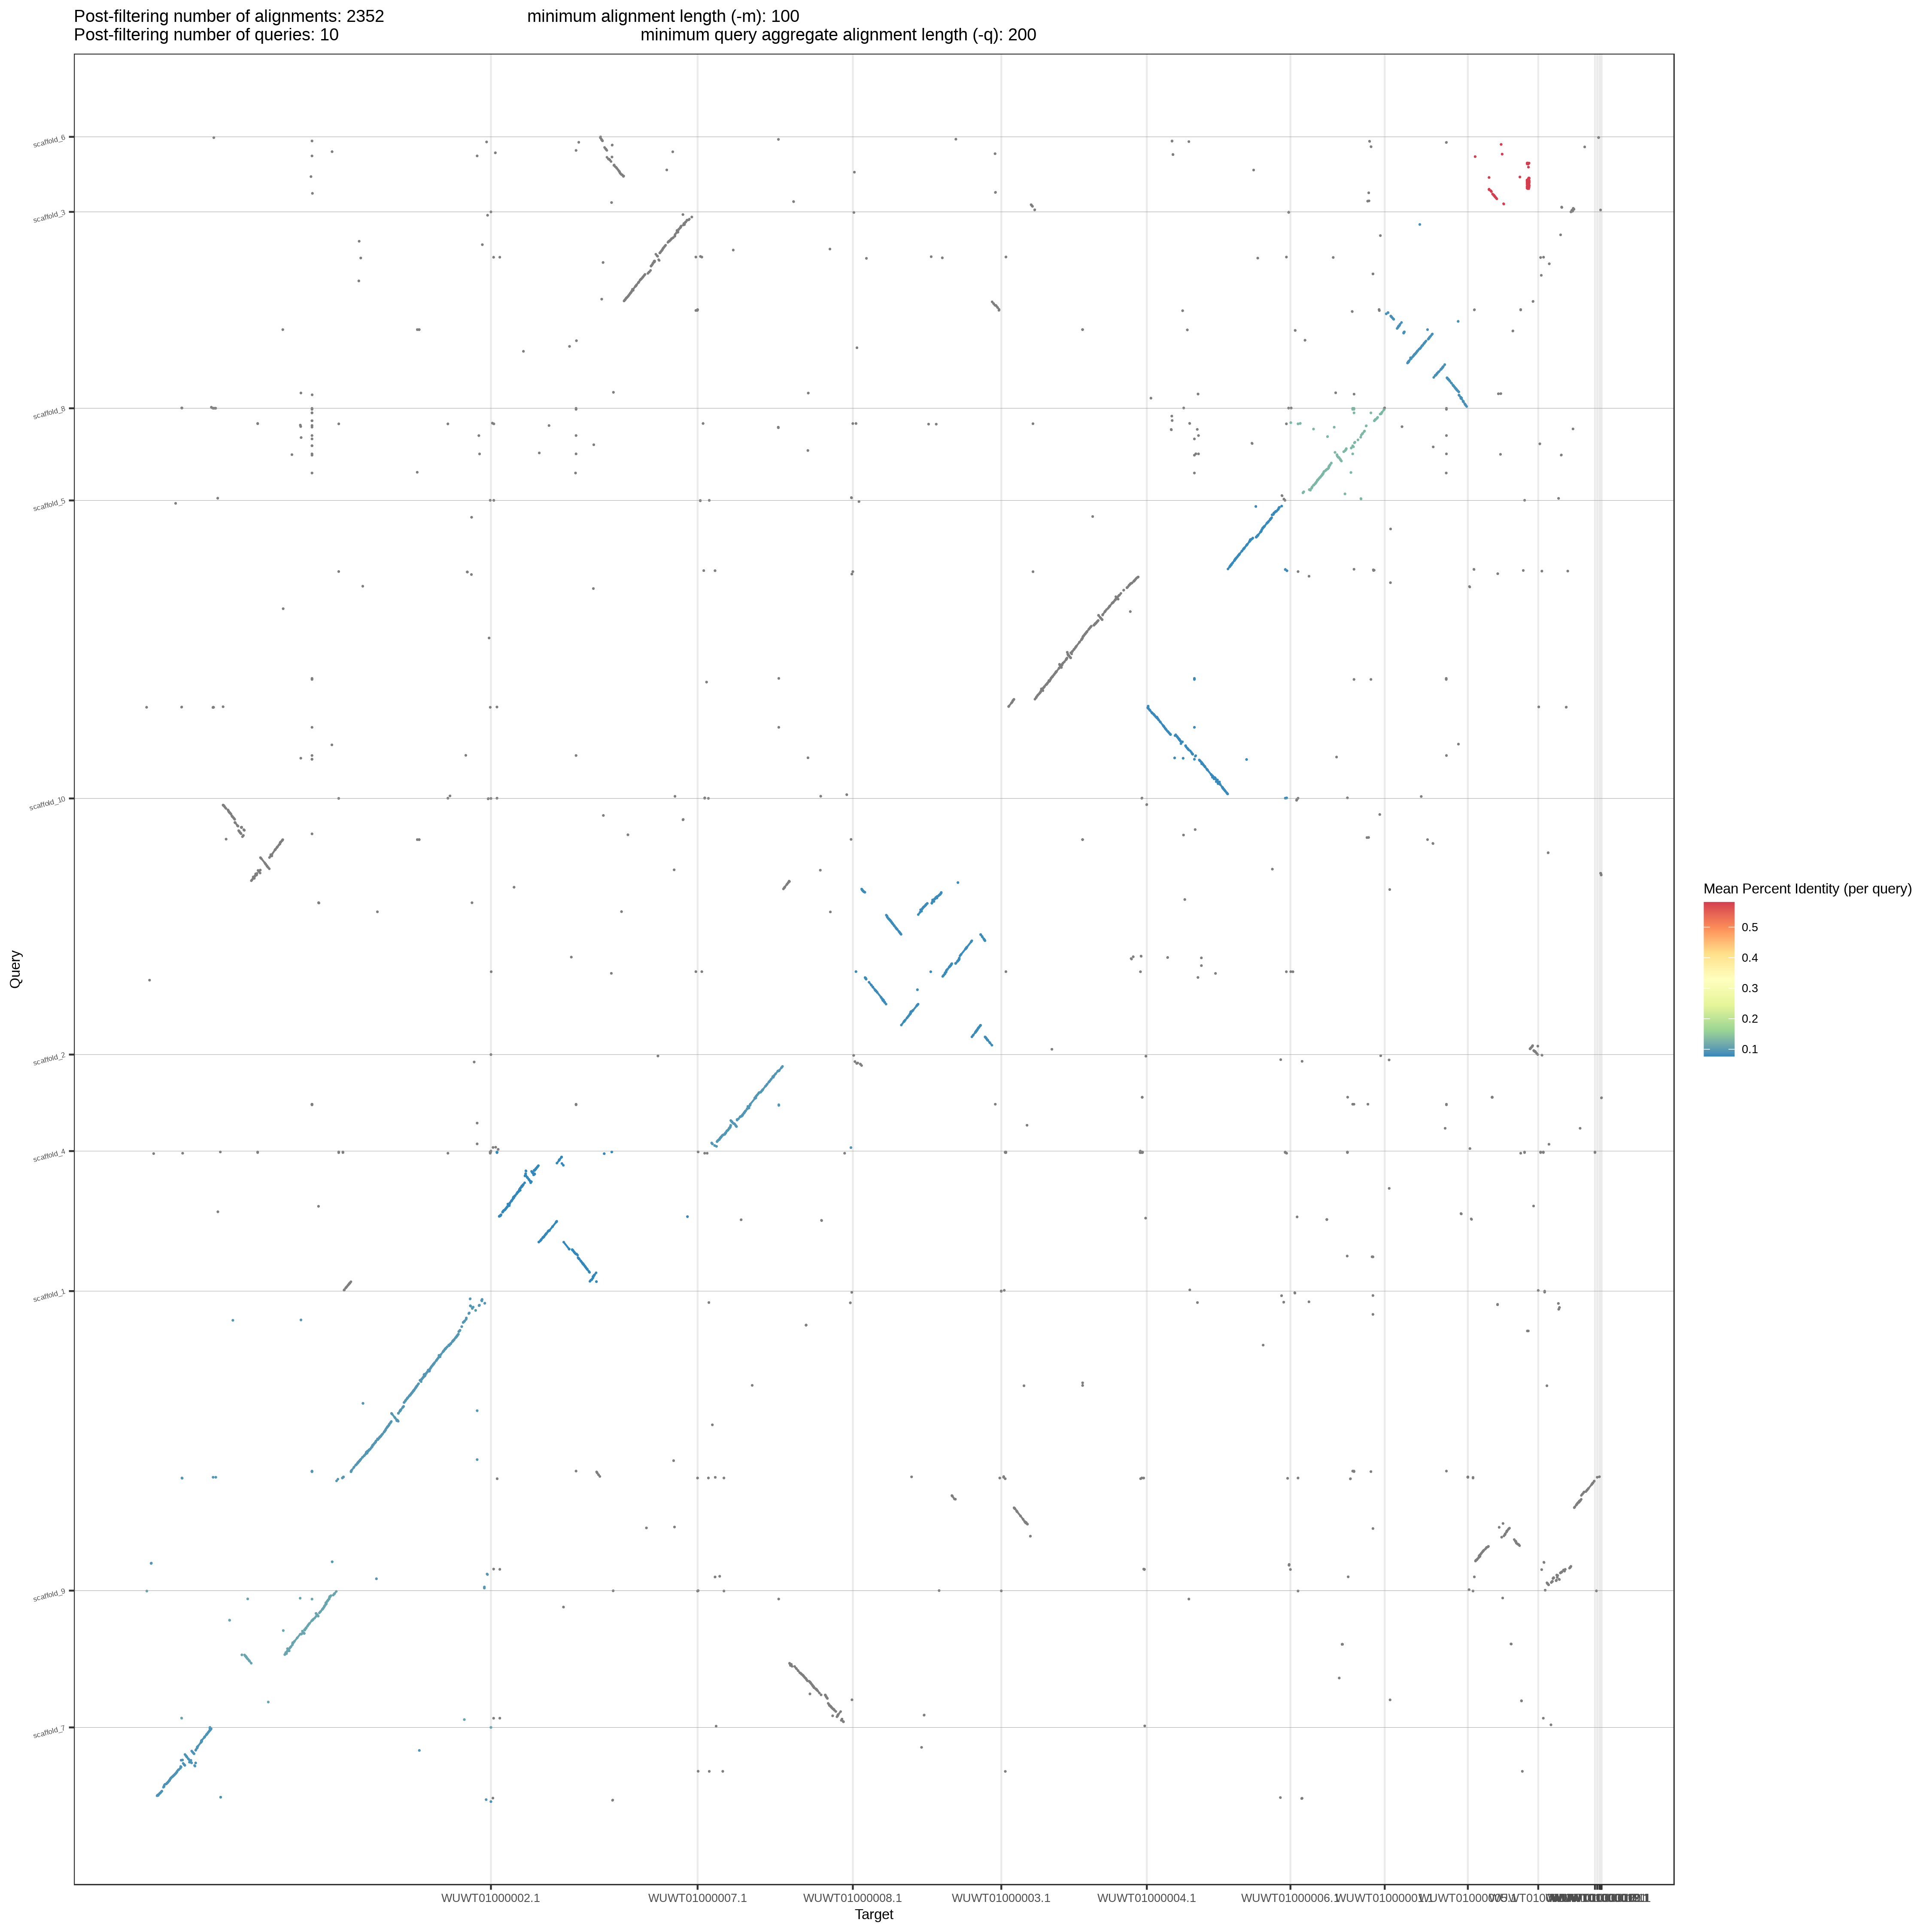 Post-filtering number of alignments: 2352 minimum alignment length (-m): 100
Post-filtering number of queries: 10 minimum query aggregate alignment length (-q): 200
scaffold_6
scaffold_3
scaffold_8
scaffold_5
scaffold_10
scaffold_2
scaffold_4
scaffold_1
scaffold_9
scaffold_7
Query
Mean Percent Identity (per query)
0.5
0.4
0.3
0.2
0.1
WUWT01000002.1 WUWT01000007.1 WUWT01000008.1 WUWT01000003.1 WUWT01000004.1 WUWT01000006.1
Target